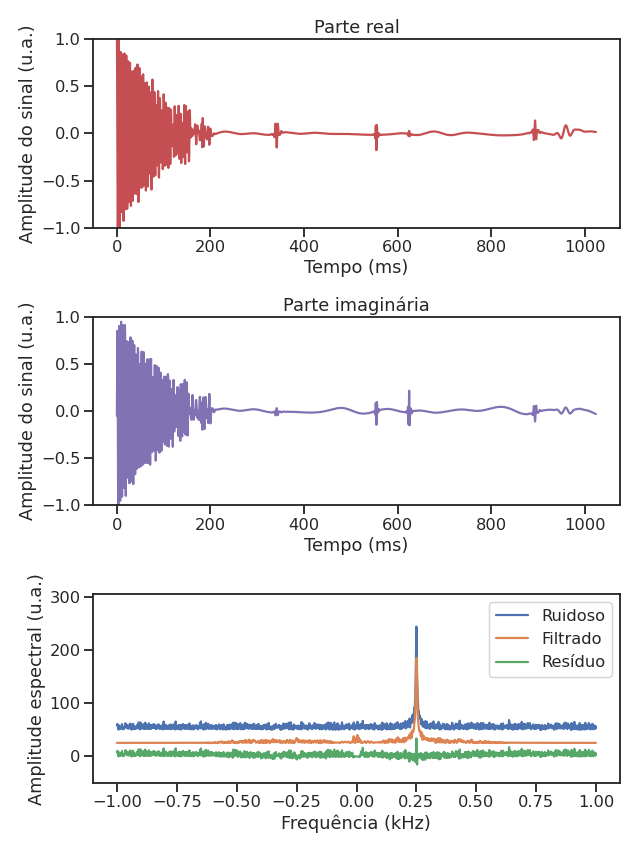 Parte real
Amplitude do sinal (u.a.)
1.0
0.5
0.0
−0.5
−1.0
0 200 400 600 800 1000
Tempo (ms)
Parte imaginária
Amplitude do sinal (u.a.)
1.0
0.5
0.0
−0.5
−1.0
0 200 400 600 800 1000
Tempo (ms)
Amplitude espectral (u.a.)
300
200
100
0
Ruidoso
Filtrado
Resíduo
−1.00 −0.75 −0.50 −0.25 0.00 0.25 0.50 0.75 1.00
Frequência (kHz)